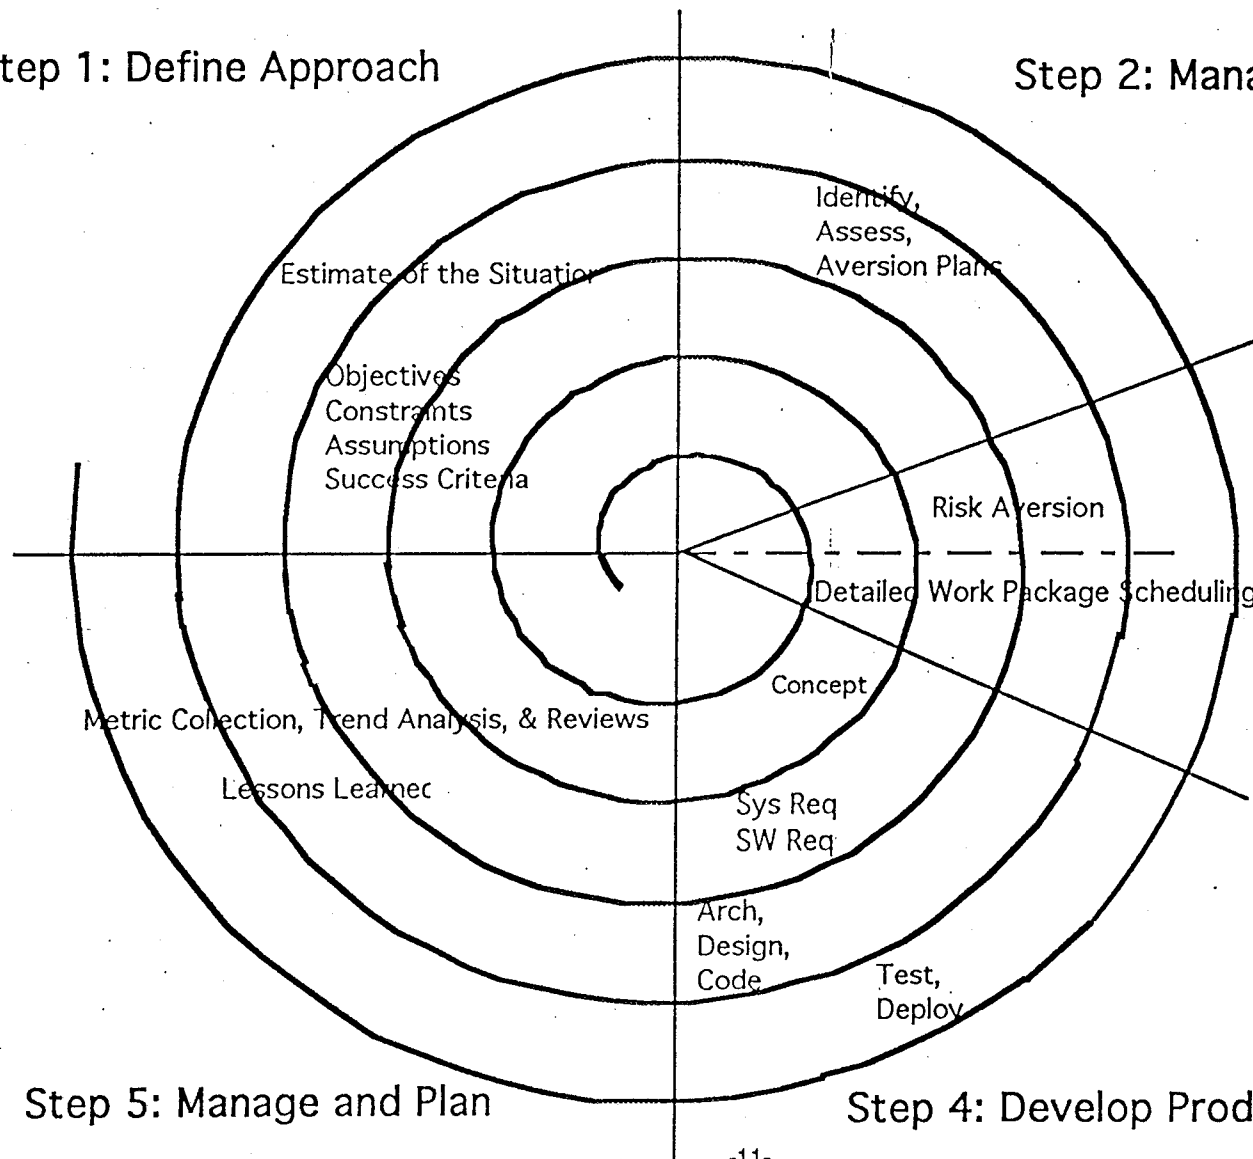 tep 1: Define Approach
Step 2: Mana
Identify,
Assess,
Aversion Plans
Estimate of the Situation
Objectives
Constraints
Assumptions
Success Criteria
Risk Aversion
Detailed Work Package Scheduling
Concept
Metric Collection, Trend Analysis, & Reviews
Lessons Learned
Sys Req
SW Req
Arch,
Design,
Code
Test,
Deploy
Step 5: Manage and Plan
Step 4: Develop Prod
-11-